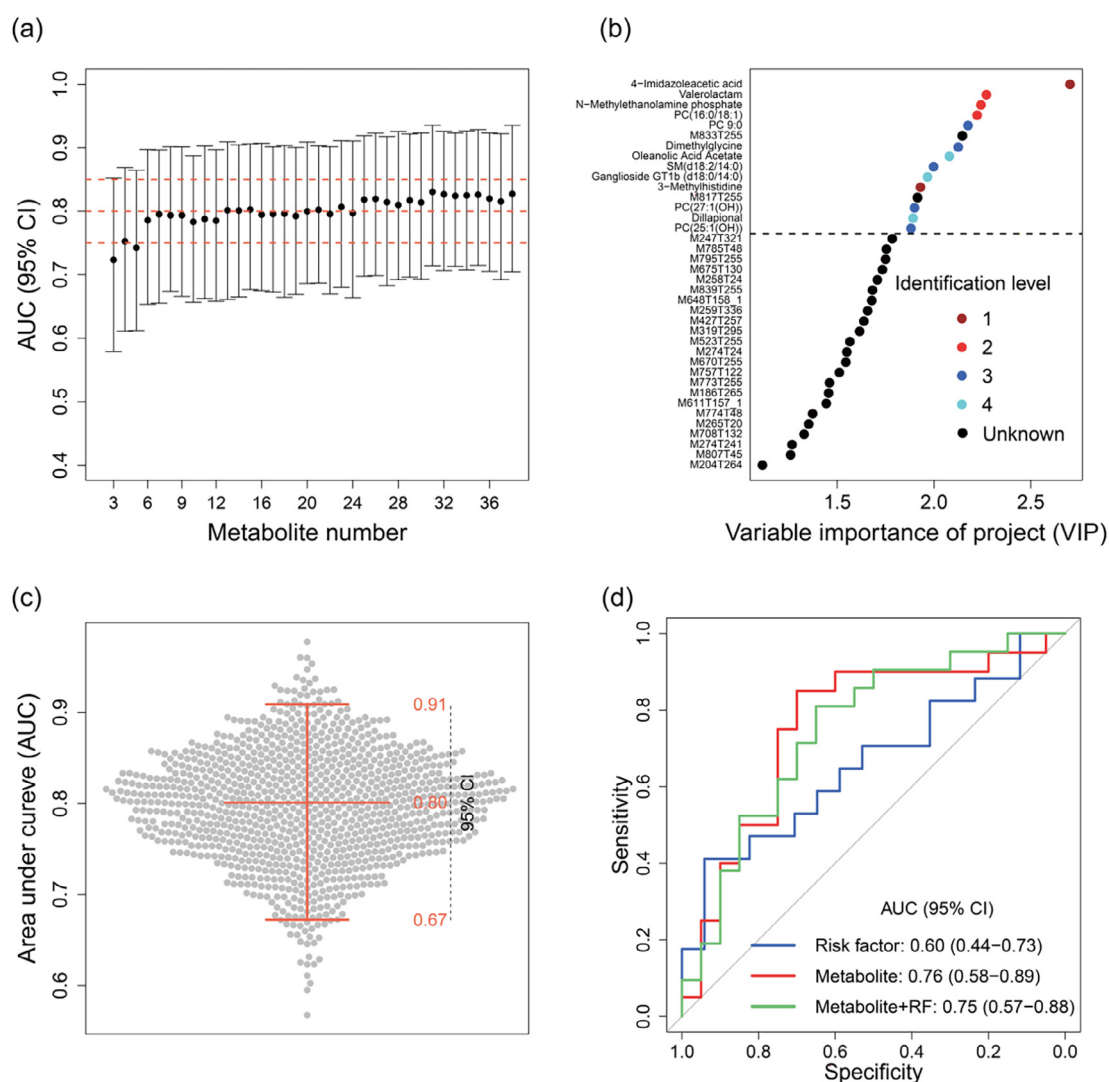 (a)
AUC (95% CI)
1.0
0.9
0.8
0.7
0.6
0.5
0.4
3 6 9 12 16 20 24 28 32 36
Metabolite number
(b)
4−Imidazoleacetic acid
Valerolactam
N−Methylethanolamine phosphate
PC(16:0/18:1)
PC 9:0
M833T255
Dimethylglycine
Oleanolic Acid Acetate
SM(d18:2/14:0)
Ganglioside GT1b (d18:0/14:0)
3−Methylhistidine
M817T255
PC(27:1(OH))
Dillapional
PC(25:1(OH))
M247T321
M785T48
M795T255
M675T130
M258T24
M839T255
M648T158_1
M259T336
M427T257
M319T295
M523T255
M274T24
M670T255
M757T122
M773T255
M186T265
M611T157_1
M774T48
M265T20
M708T132
M274T241
M807T45
M204T264
Identification level
1
2
3
4
Unknown
1.5 2.0 2.5
Variable importance of project (VIP)
(c)
Area under cureve (AUC)
0.9
0.8
0.7
0.6
0.91
0.80
0.67
95% CI
(d)
Sensitivity
1.0
0.8
0.6
0.4
0.2
0.0
AUC (95% CI)
Risk factor: 0.60 (0.44−0.73)
Metabolite: 0.76 (0.58−0.89)
Metabolite+RF: 0.75 (0.57−0.88)
1.0 0.8 0.6 0.4 0.2 0.0
Specificity